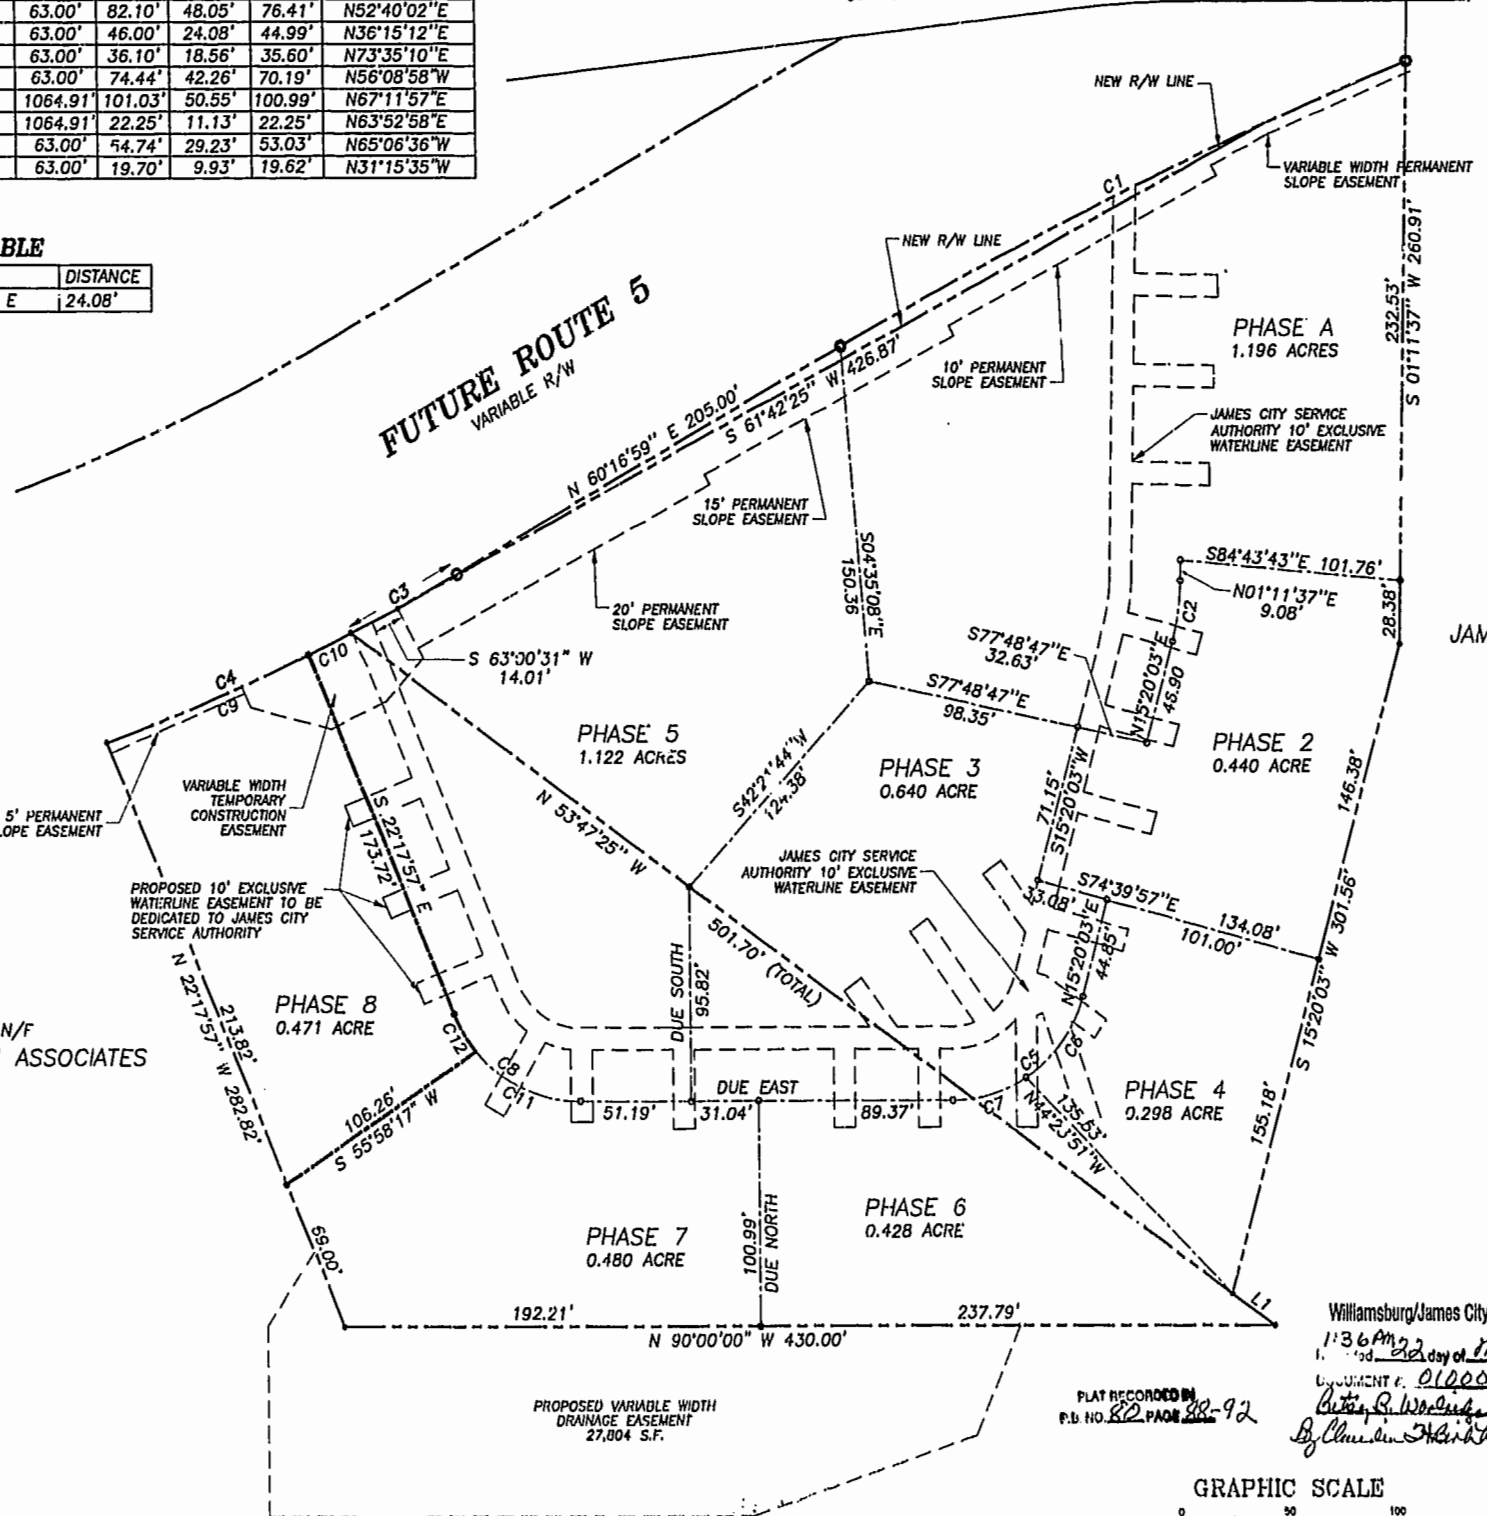 63.00' 82.10' 48.05' 76.41' N52°40'02"E
63.00' 46.00' 24.08' 44.99' N36°15'12"E
63.00' 36.10' 18.56' 35.60' N73°35'10"E
63.00' 74.44' 42.26' 70.19' N56°08'58"W
1064.91' 101.03' 50.55' 100.99' N67°11'57"E
1064.91' 22.25' 11.13' 22.25' N63°52'58"E
63.00' 54.74' 29.23' 53.03' N65°06'36"W
63.00' 19.70' 9.93' 19.62' N31°15'35"W
BLE
DISTANCE
E 24.08'
FUTURE ROUTE 5
VARIABLE R/W
NEW R/W LINE
C1
VARIABLE WIDTH PERMANENT
SLOPE EASEMENT
NEW R/W LINE
232.53'
S 01°11'37" W 260.91'
PHASE A
1.196 ACRES
10' PERMANENT
SLOPE EASEMENT
N 60°16'59" E 205.00'
S 61°42'25" W 426.87'
JAMES CITY SERVICE
AUTHORITY 10' EXCLUSIVE
WATERLINE EASEMENT
15' PERMANENT
SLOPE EASEMENT
S04°35'08"E
150.36
S84°43'43"E 101.76'
N01°11'37"E
9.08'
C2
28.38'
JAM
C3
20' PERMANENT
SLOPE EASEMENT
S 63°00'31" W
14.01'
C10
C4
C9
S77°48'47"E
32.63'
S77°48'47"E
98.35'
N15°20'03"E
45.90
PHASE 5
1.122 ACRES
PHASE 3
0.640 ACRE
PHASE 2
0.440 ACRE
S42°21'44"W
124.38'
N 53°47'25" W
71.15'
S15°20'03"W
146.38'
VARIABLE WIDTH
TEMPORARY
CONSTRUCTION
EASEMENT
5' PERMANENT
LOPE EASEMENT
S 22°17'57" E
173.72'
PROPOSED 10' EXCLUSIVE
WATERLINE EASEMENT TO BE
DEDICATED TO JAMES CITY
SERVICE AUTHORITY
JAMES CITY SERVICE
AUTHORITY 10' EXCLUSIVE
WATERLINE EASEMENT
33.08'
S74°39'57"E
134.08'
101.00'
N15°20'03"E
44.85'
S 15°20'03" W 301.56'
501.70' (TOTAL)
DUE SOUTH
95.82'
PHASE 8
0.471 ACRE
213.82'
N 22°17'57" W 282.82'
N/F
ASSOCIATES
C12
C8
C11
C5
C6
C7
51.19'
31.04'
DUE EAST
89.37'
106.26'
S 55°58'17" W
135.53'
N44°23'51"W
PHASE 4
0.298 ACRE
155.18'
PHASE 7
0.480 ACRE
PHASE 6
0.428 ACRE
100.99'
DUE NORTH
69.00'
192.21'
237.79'
N 90°00'00" W 430.00'
L1
PROPOSED VARIABLE WIDTH
DRAINAGE EASEMENT
27,804 S.F.
PLAT RECORDED IN
P.B. NO. 82 PAGE 88-92
Williamsburg/James City
1:36 PM 22 day of
DOCUMENT #. 01000
By
GRAPHIC SCALE
0 50 100